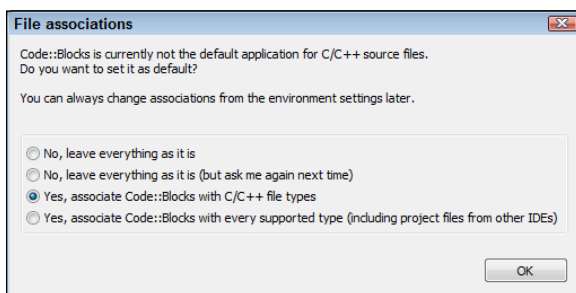 File associations
Code::Blocks is currently not the default application for C/C++ source files.
Do you want to set it as default?
You can always change associations from the environment settings later.
No, leave everything as it is
No, leave everything as it is (but ask me again next time)
Yes, associate Code::Blocks with C/C++ file types
Yes, associate Code::Blocks with every supported type (including project files from other IDEs)
OK